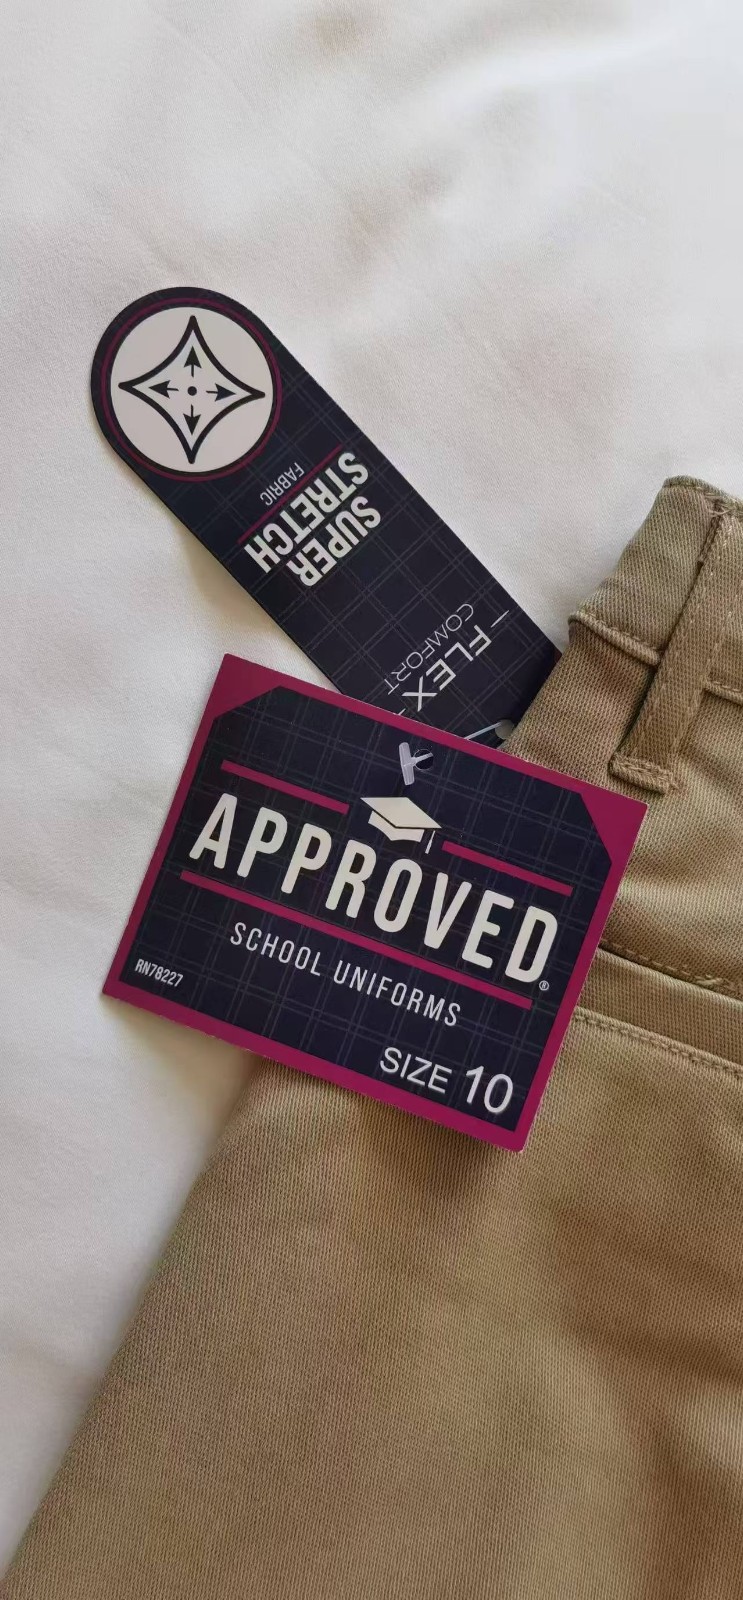 SUPER
STRETCH
FABRIC
FLEX
COMFORT
APPROVED®
SCHOOL UNIFORMS
RN78227
SIZE 10